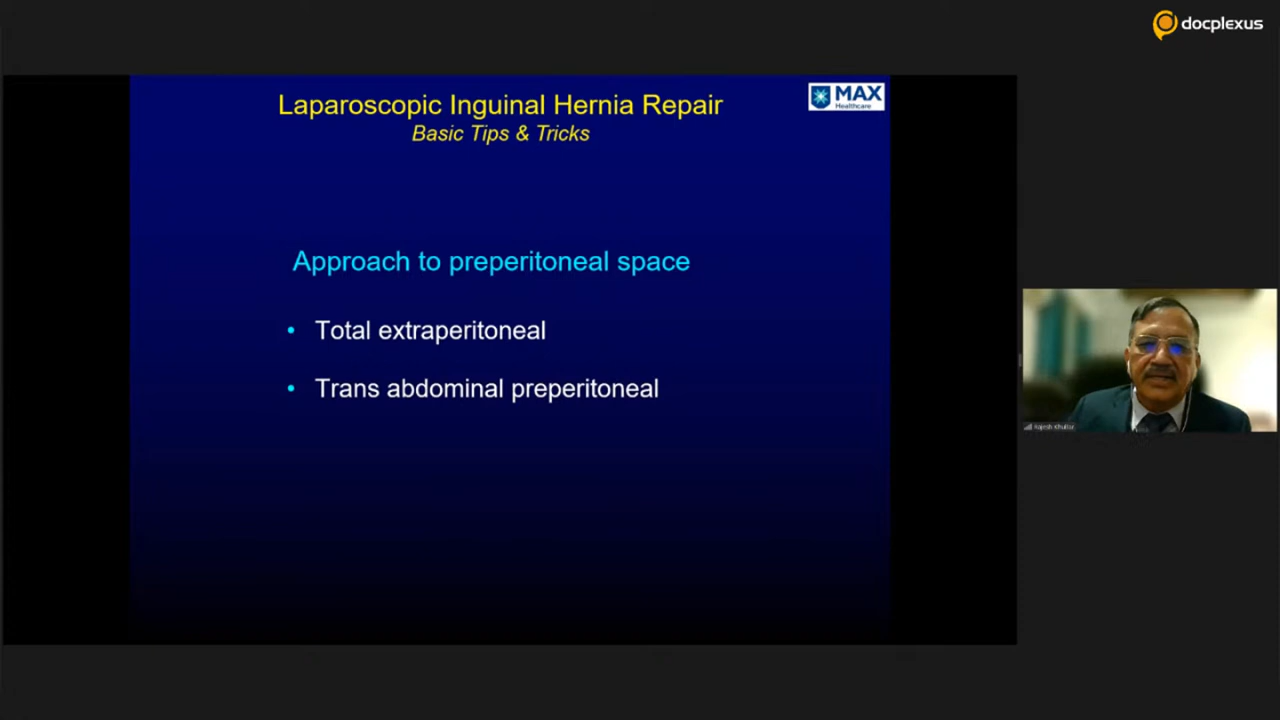 docplexus
Laparoscopic Inguinal Hernia Repair
MAX
Healthcare
Basic Tips & Tricks
Approach to preperitoneal space
• Total extraperitoneal
• Trans abdominal preperitoneal